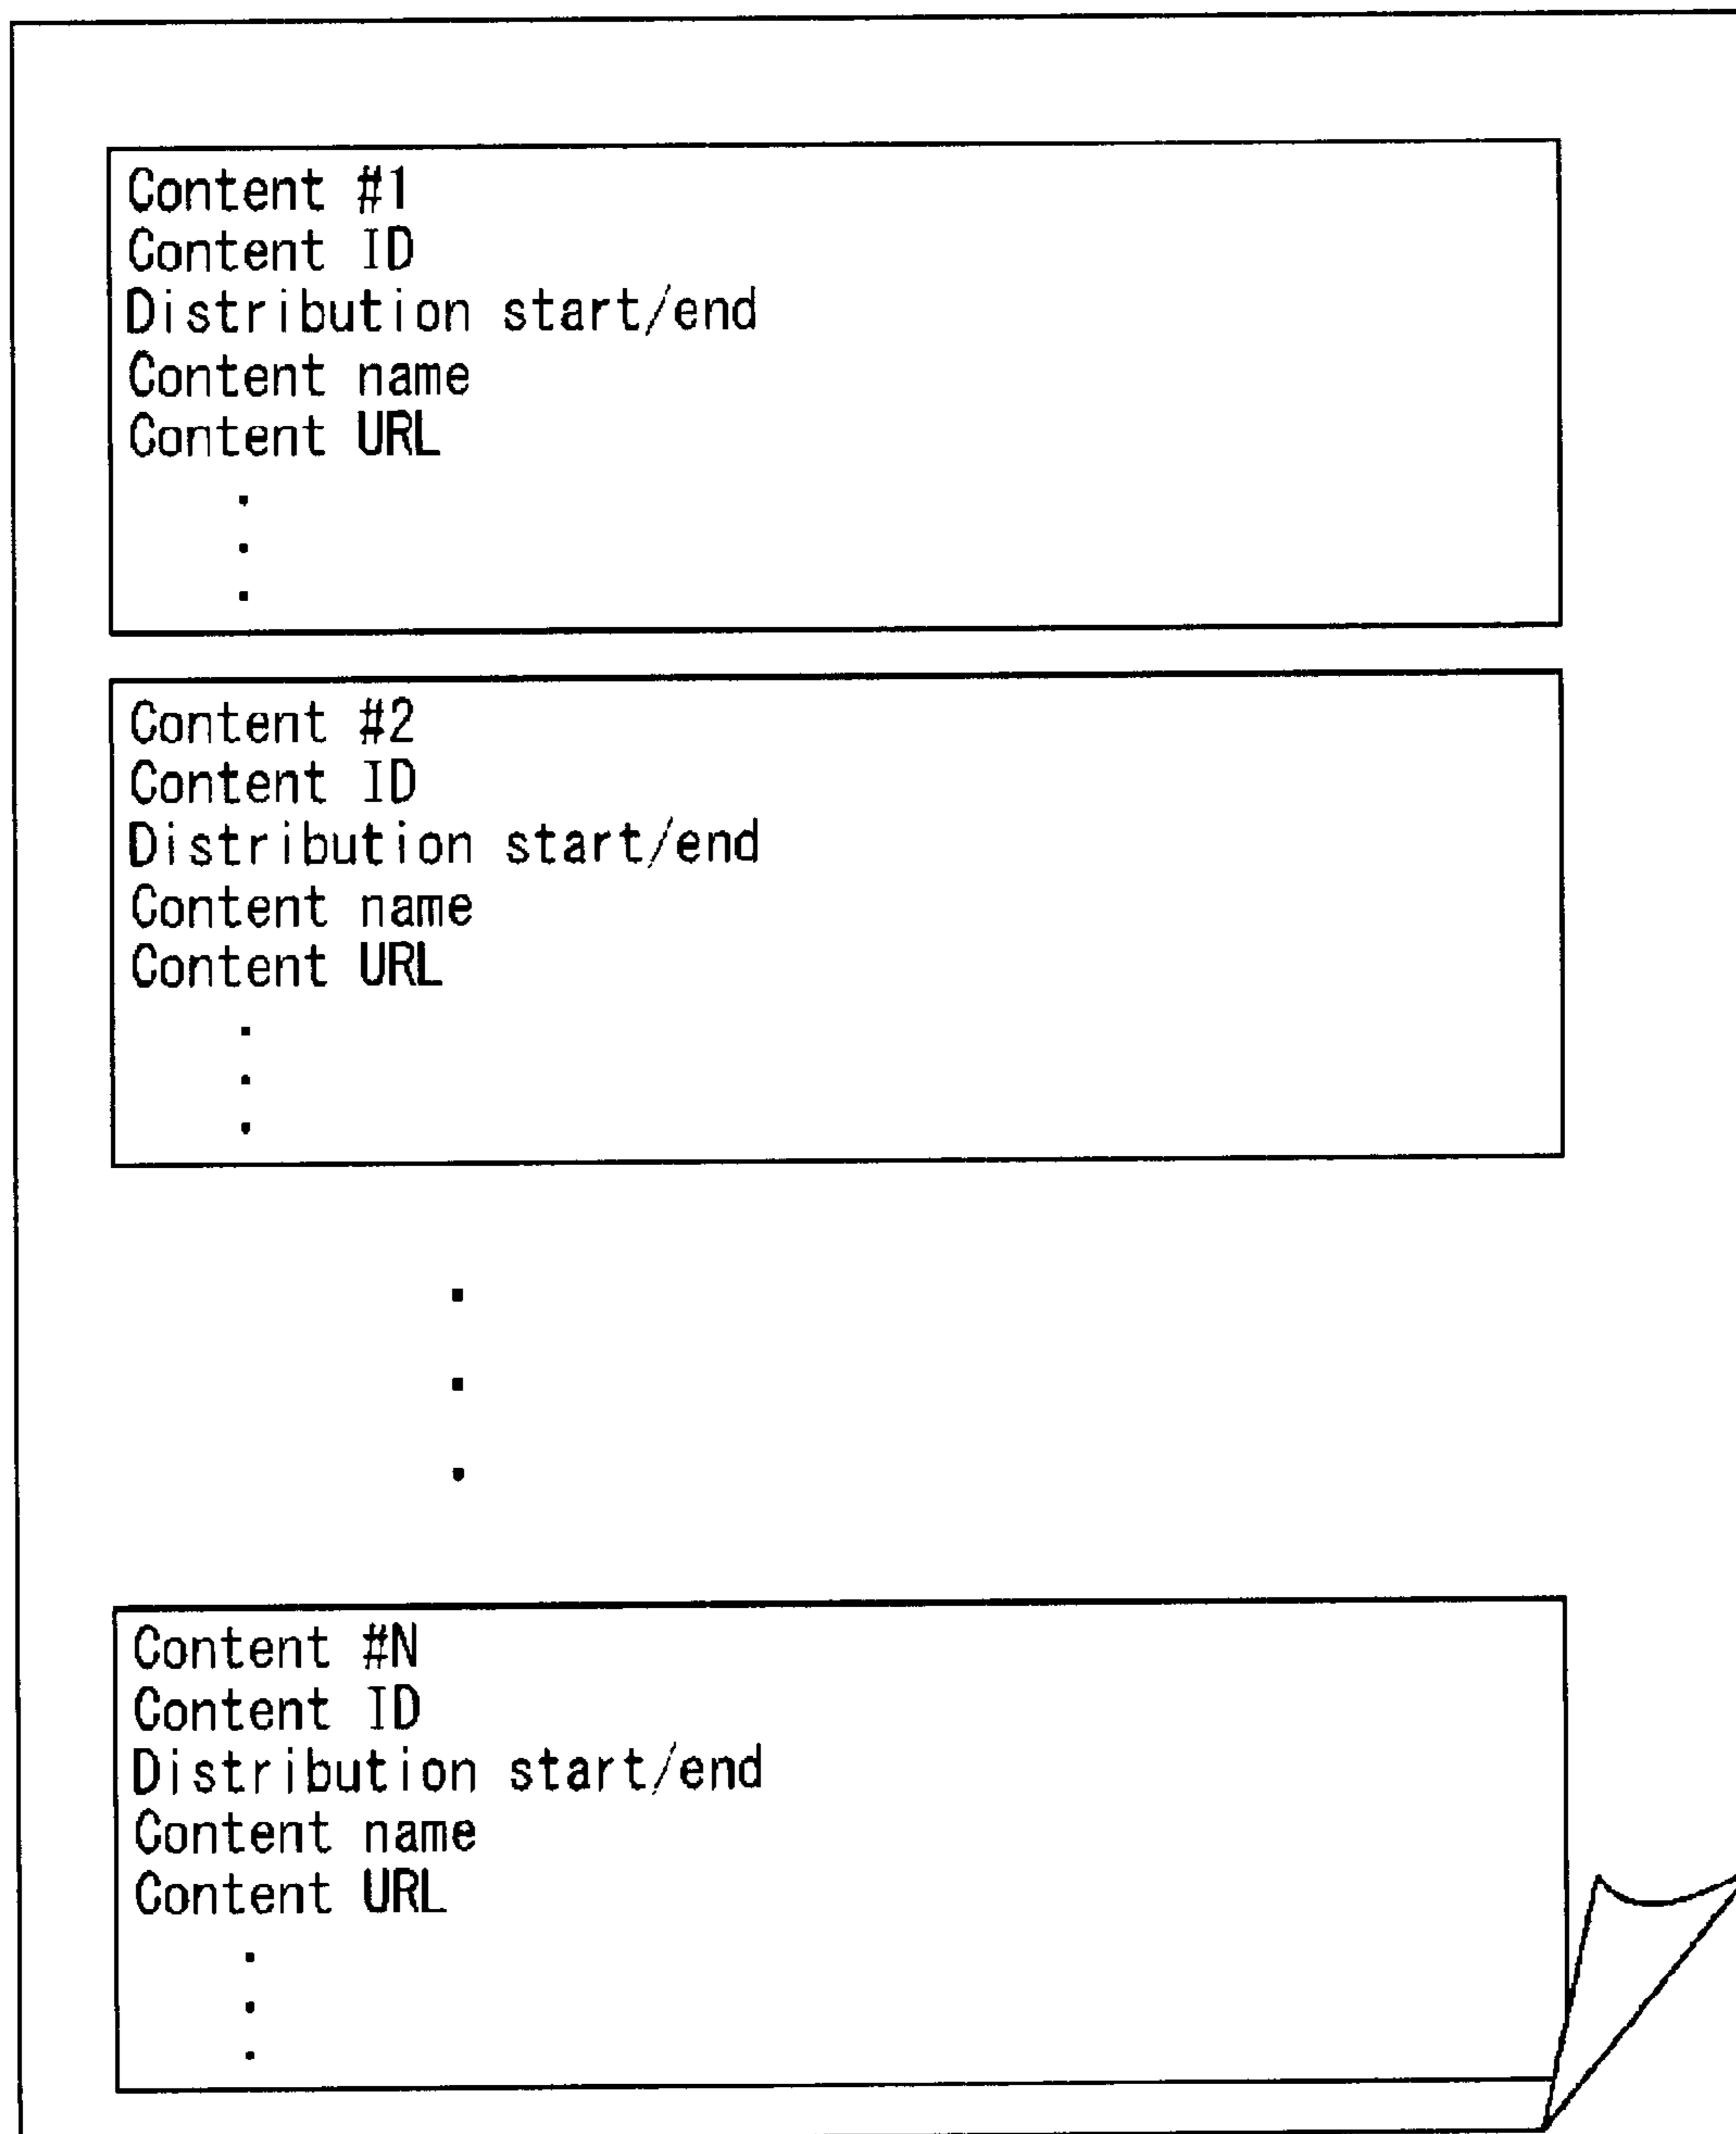 Content #1
Content ID
Distribution start/end
Content name
Content URL
.
.
.
Content #2
Content ID
Distribution start/end
Content name
Content URL
.
.
.
.
.
.
Content #N
Content ID
Distribution start/end
Content name
Content URL
.
.
.